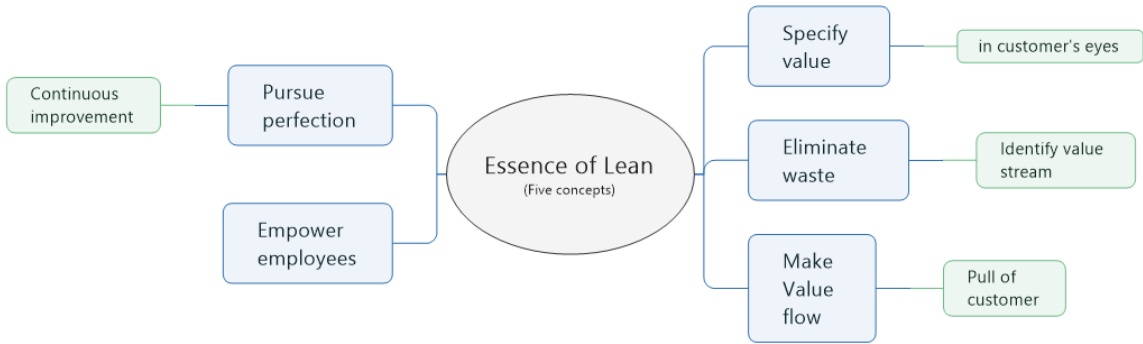 Essence of Lean
(Five concepts)
Specify
value
in customer's eyes
Eliminate
waste
Identify value
stream
Make
Value
flow
Pull of
customer
Empower
employees
Pursue
perfection
Continuous
improvement